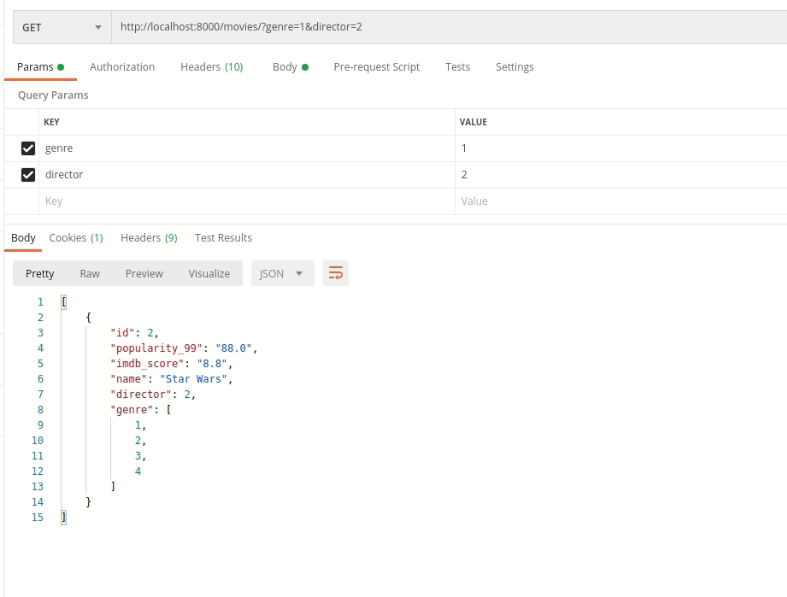 GET http://localhost:8000/movies/?genre=1&director=2
Params Authorization Headers (10) Body Pre-request Script Tests Settings
Query Params
KEY VALUE
genre 1
director 2
Key Value
Body Cookies (1) Headers (9) Test Results
Pretty Raw Preview Visualize JSON
1 [
2 {
3 "id": 2,
4 "popularity_99": "88.0",
5 "imdb_score": "8.8",
6 "name": "Star Wars",
7 "director": 2,
8 "genre": [
9 1,
10 2,
11 3,
12 4
13 ]
14 }
15 ]